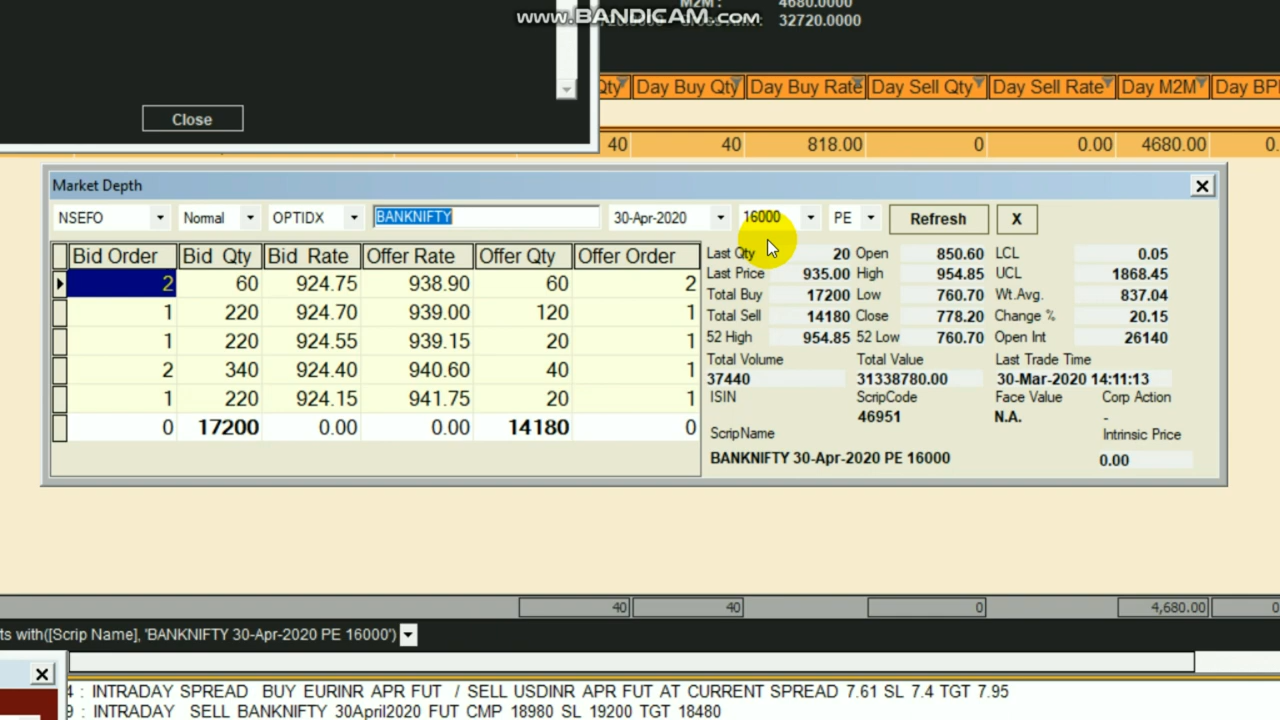 www.BANDICAM.com
M2M : 4680.0000
32720.0000
Close
Qty Day Buy Qty Day Buy Rate Day Sell Qty Day Sell Rate Day M2M Day BP
40 40 818.00 0 0.00 4680.00 0.
Market Depth
NSEFO Normal OPTIDX BANKNIFTY 30-Apr-2020 16000 PE Refresh X
Bid Order Bid Qty Bid Rate Offer Rate Offer Qty Offer Order
2 60 924.75 938.90 60 2
1 220 924.70 939.00 120 1
1 220 924.55 939.15 20 1
2 340 924.40 940.60 40 1
1 220 924.15 941.75 20 1
0 17200 0.00 0.00 14180 0
Last Qty 20 Open 850.60 LCL 0.05
Last Price 935.00 High 954.85 UCL 1868.45
Total Buy 17200 Low 760.70 Wt.Avg. 837.04
Total Sell 14180 Close 778.20 Change % 20.15
52 High 954.85 52 Low 760.70 Open Int 26140
Total Volume Total Value Last Trade Time
37440 31338780.00 30-Mar-2020 14:11:13
ISIN ScripCode Face Value Corp Action
46951 N.A. -
ScripName Intrinsic Price
BANKNIFTY 30-Apr-2020 PE 16000 0.00
40 40 0 4,680.00 0
ts with([Scrip Name], 'BANKNIFTY 30-Apr-2020 PE 16000')
4 : INTRADAY SPREAD BUY EURINR APR FUT / SELL USDINR APR FUT AT CURRENT SPREAD 7.61 SL 7.4 TGT 7.95
9 : INTRADAY SELL BANKNIFTY 30April2020 FUT CMP 18980 SL 19200 TGT 18480